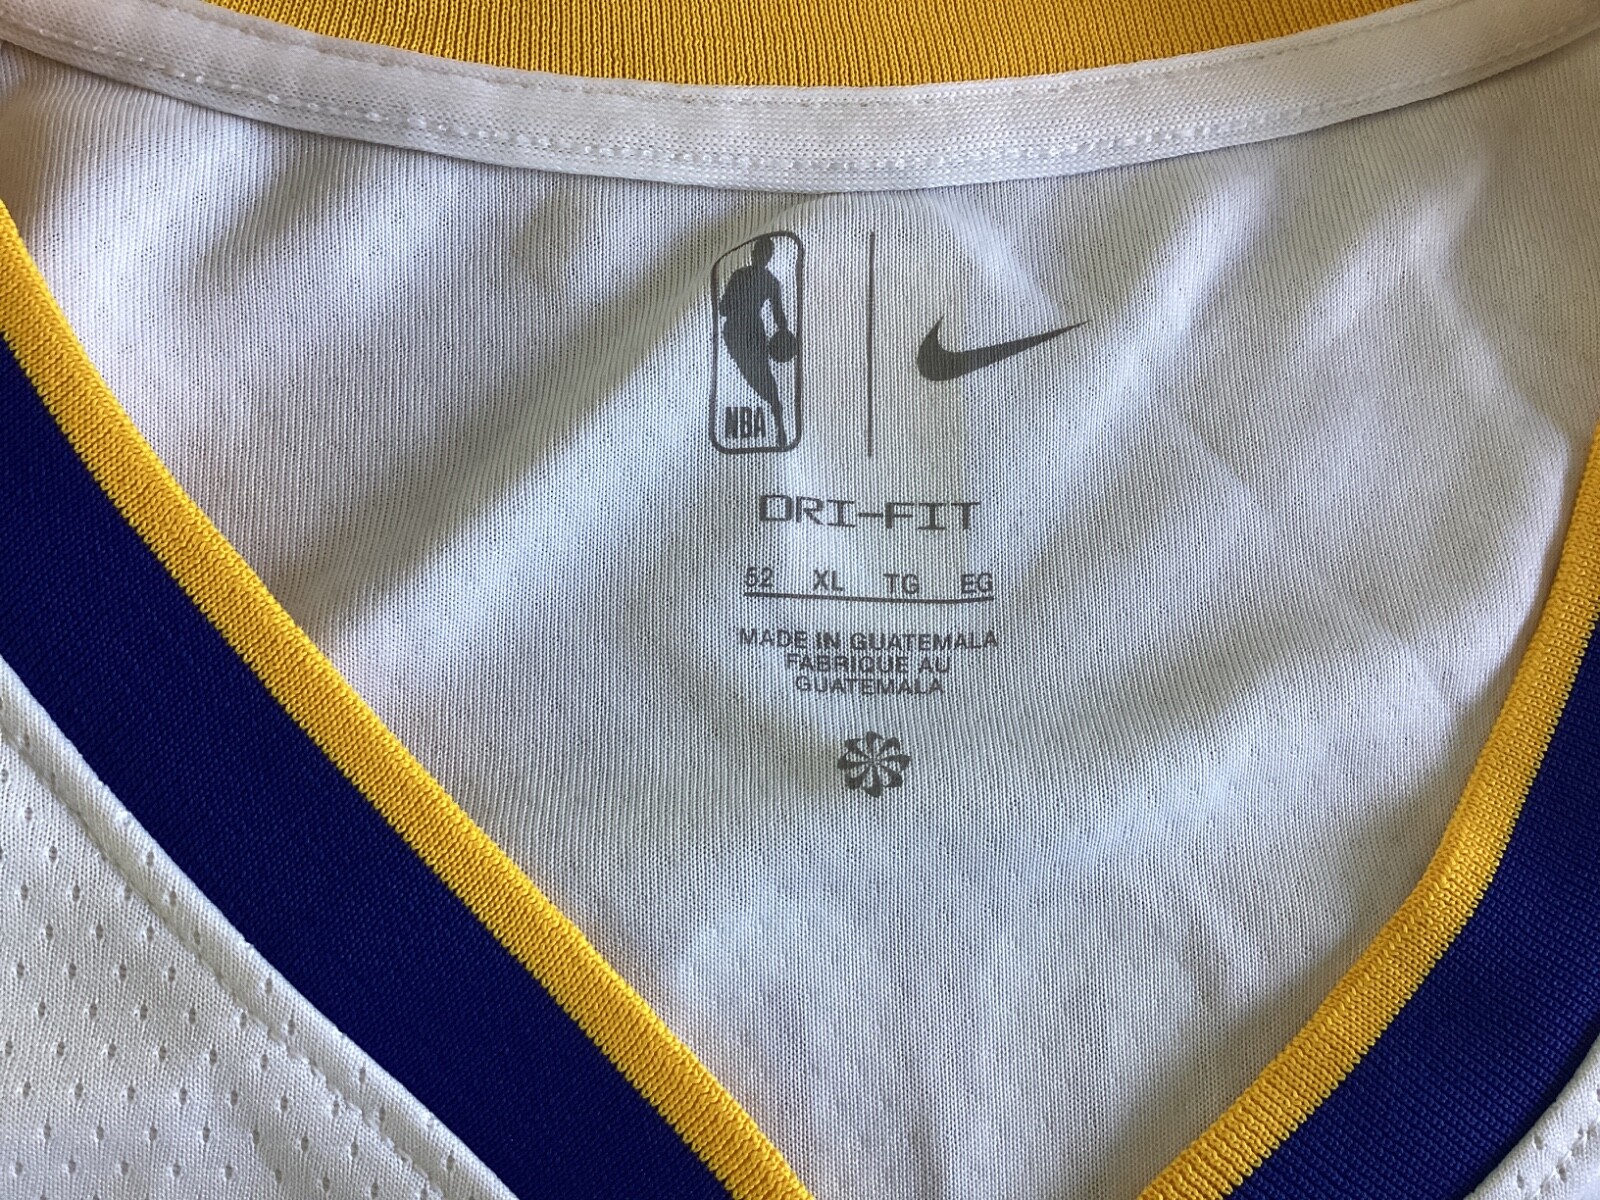 NBA
DRI-FIT
52 XL TG EG
MADE IN GUATEMALA
FABRIQUE AU
GUATEMALA